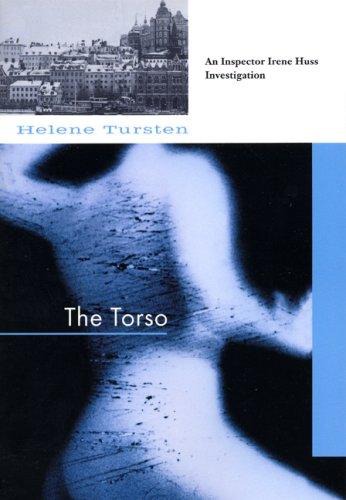 An Inspector Irene Huss
Investigation
Helene Tursten
The Torso